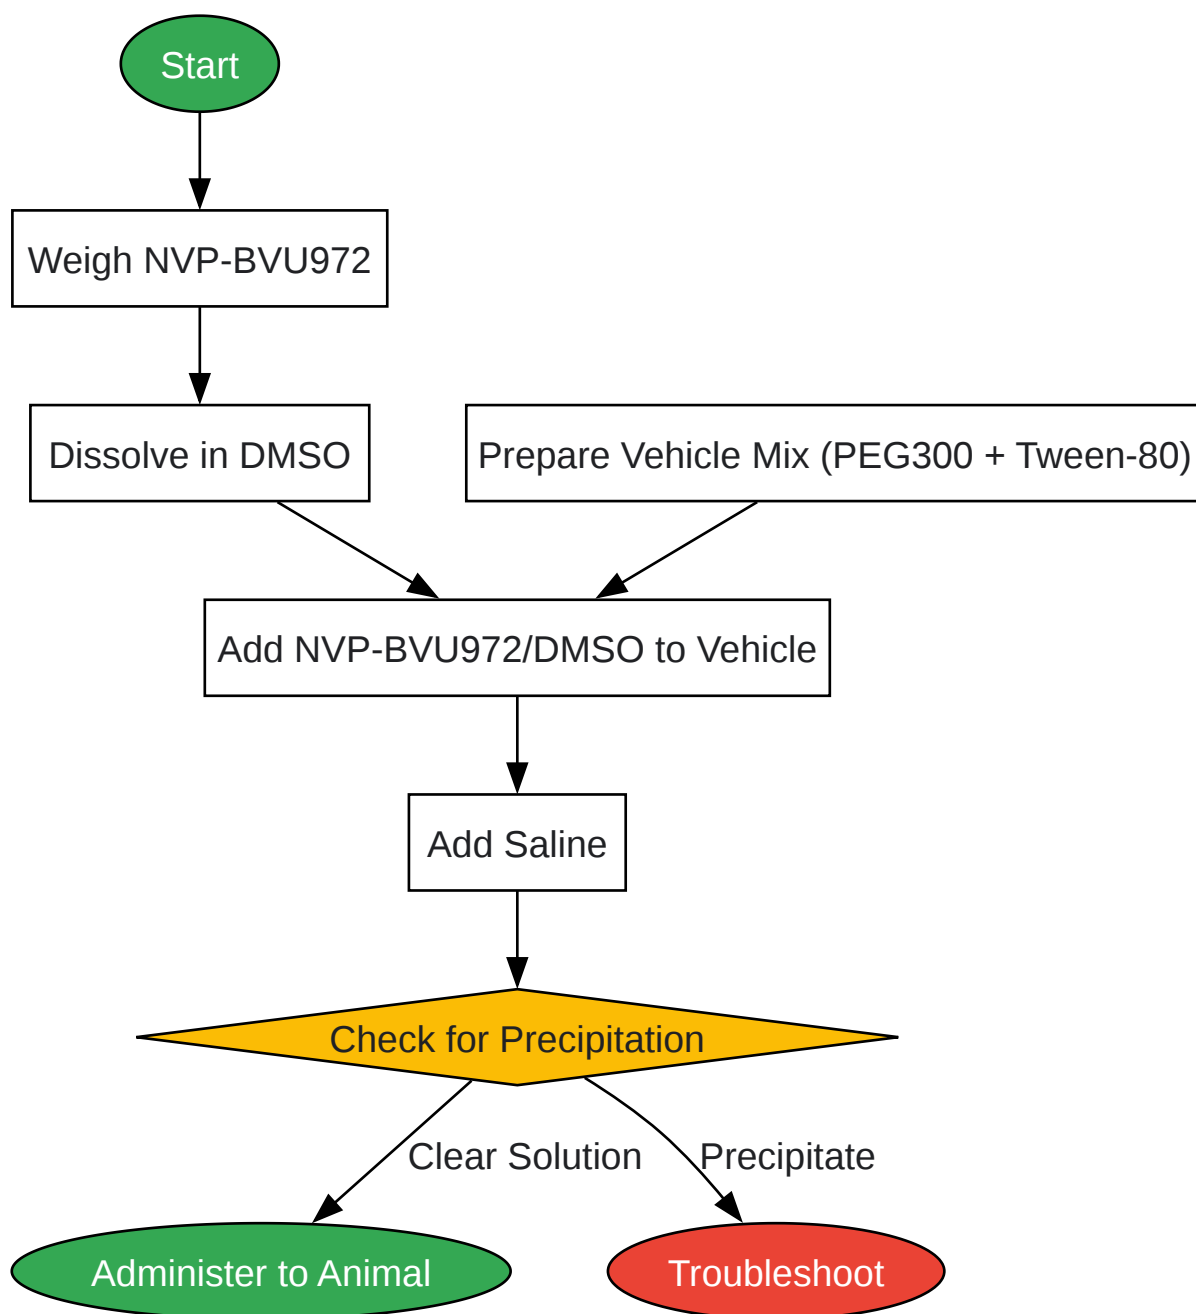 Start
Weigh NVP-BVU972
Dissolve in DMSO
Prepare Vehicle Mix (PEG300 + Tween-80)
Add NVP-BVU972/DMSO to Vehicle
Add Saline
Check for Precipitation
Clear Solution
Precipitate
Administer to Animal
Troubleshoot